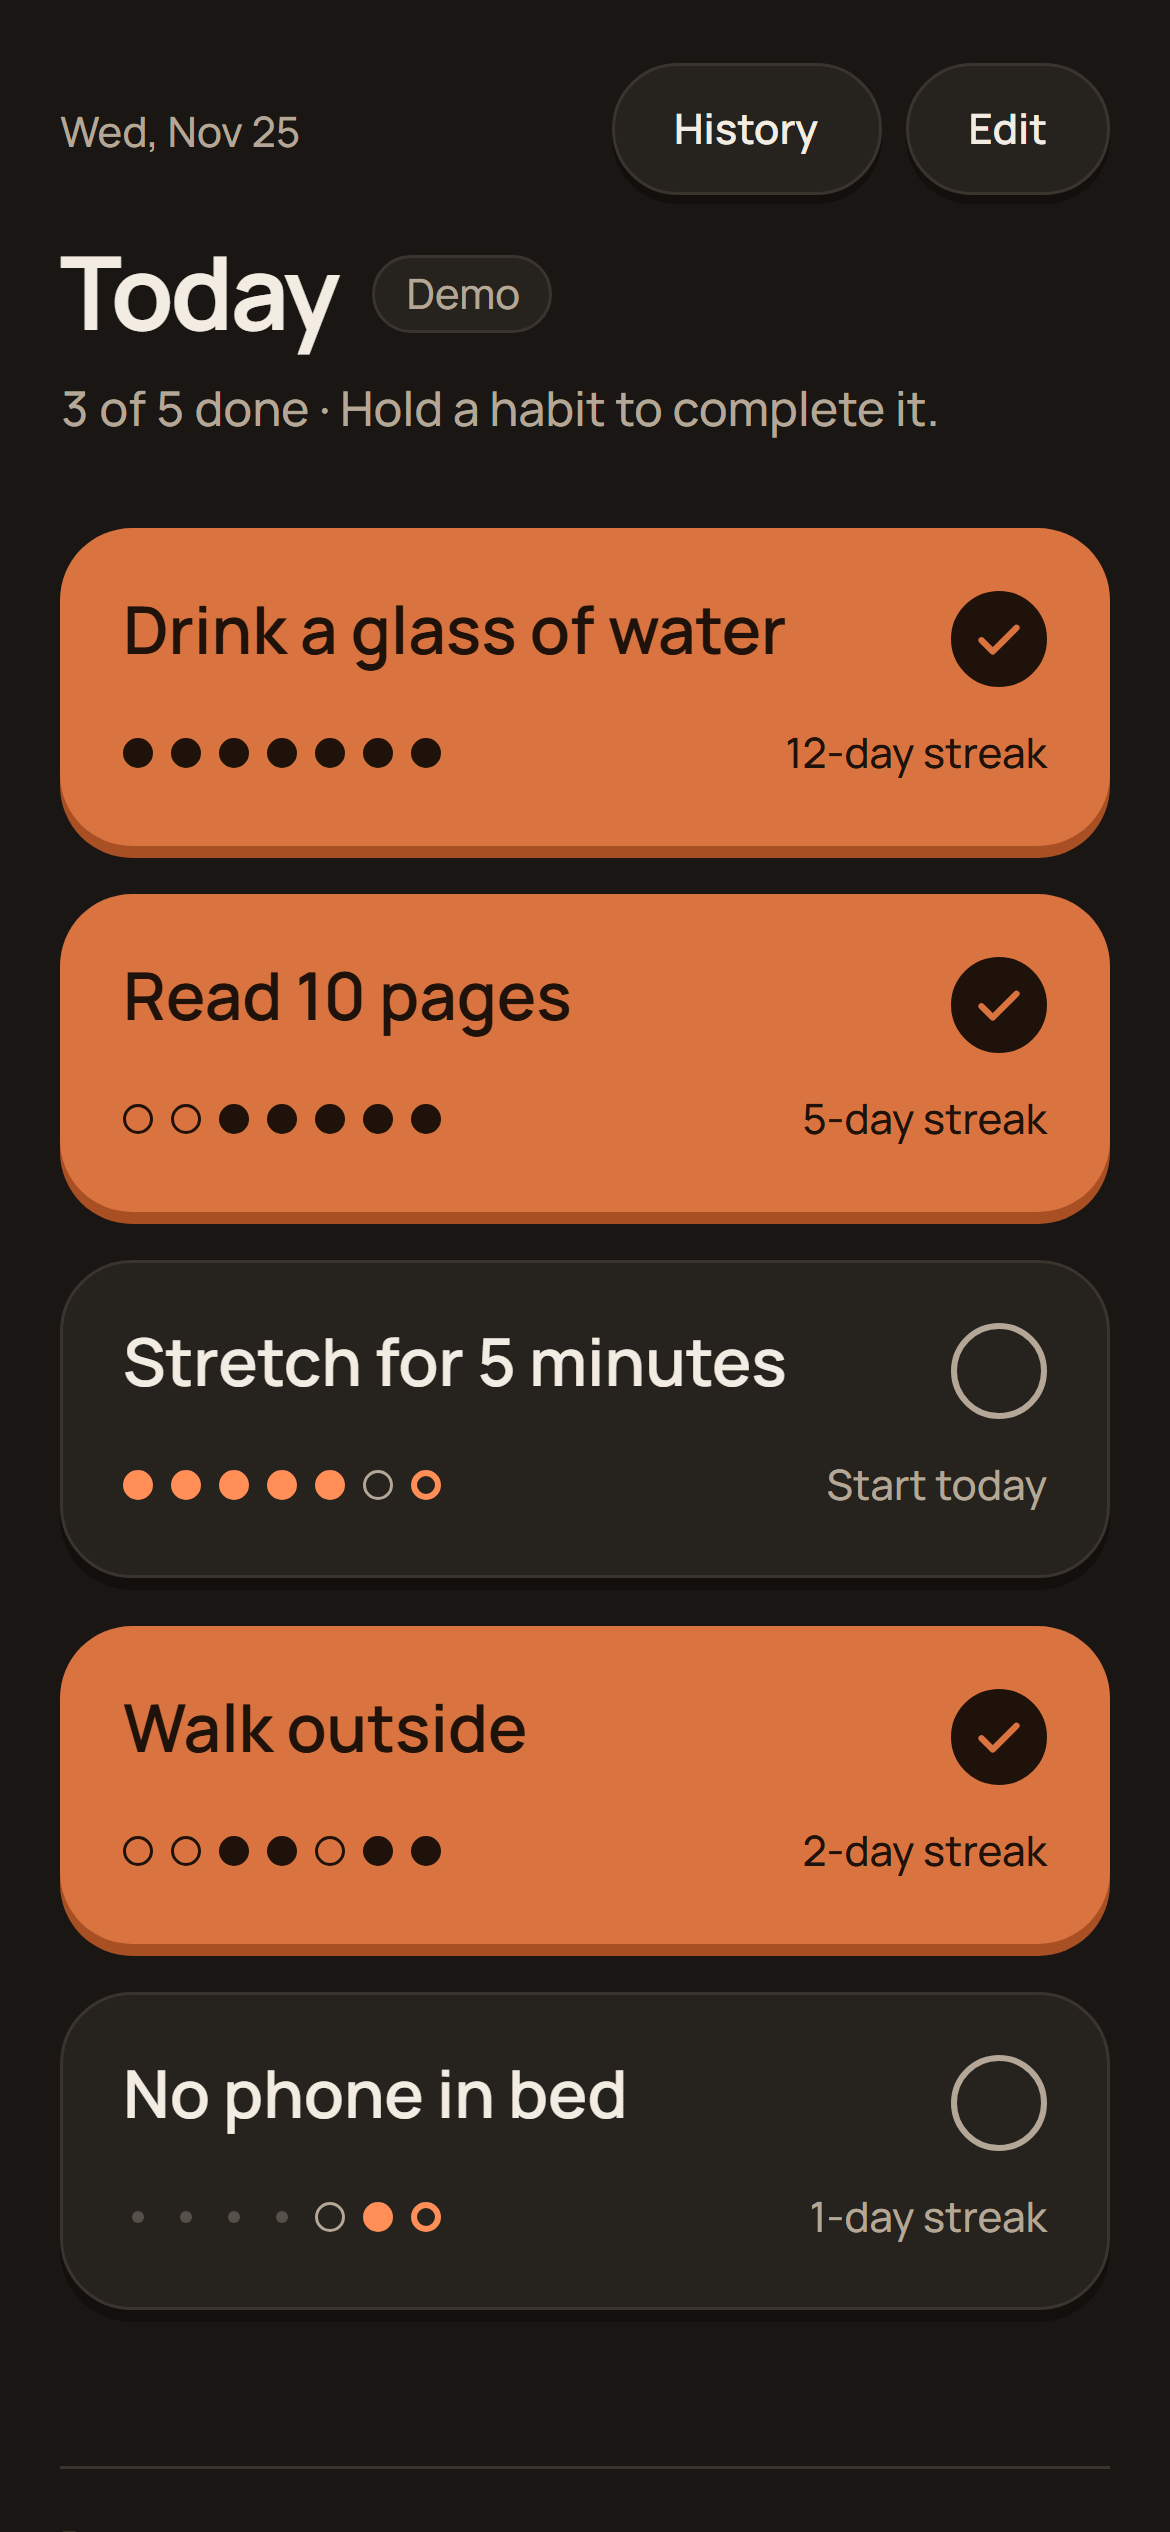 Wed, Nov 25
History
Edit
Today
Demo
3 of 5 done · Hold a habit to complete it.
Drink a glass of water
12-day streak
Read 10 pages
5-day streak
Stretch for 5 minutes
Start today
Walk outside
2-day streak
No phone in bed
1-day streak